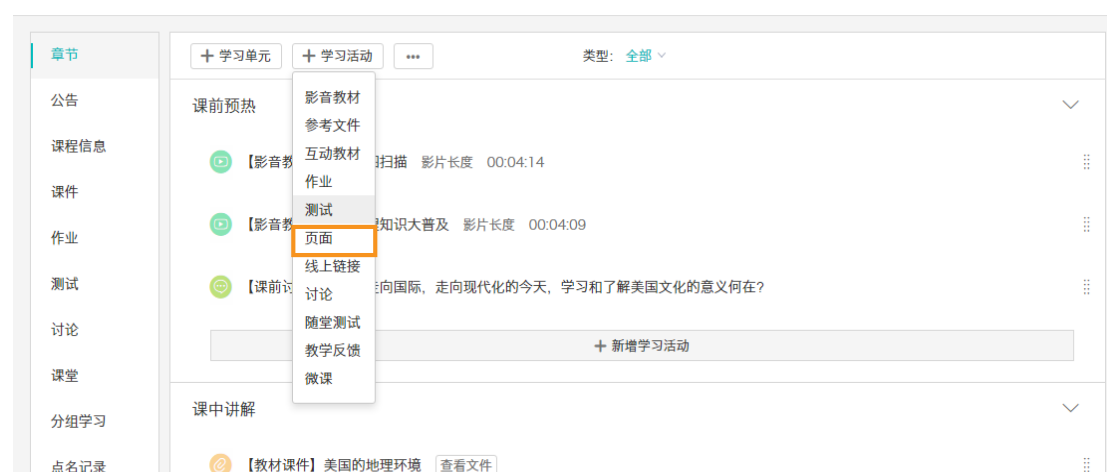 章节
公告
课程信息
课件
作业
测试
讨论
课堂
分组学习
点名记录
+ 学习单元 + 学习活动 ••• 类型: 全部
影音教材
参考文件
互动教材
作业
测试
页面
线上链接
讨论
随堂测试
教学反馈
微课
课前预热
【影音教 扫描 影片长度 00:04:14
【影音教 知识大普及 影片长度 00:04:09
【课前讨 向国际，走向现代化的今天，学习和了解美国文化的意义何在?
+ 新增学习活动
课中讲解
【教材课件】美国的地理环境 查看文件